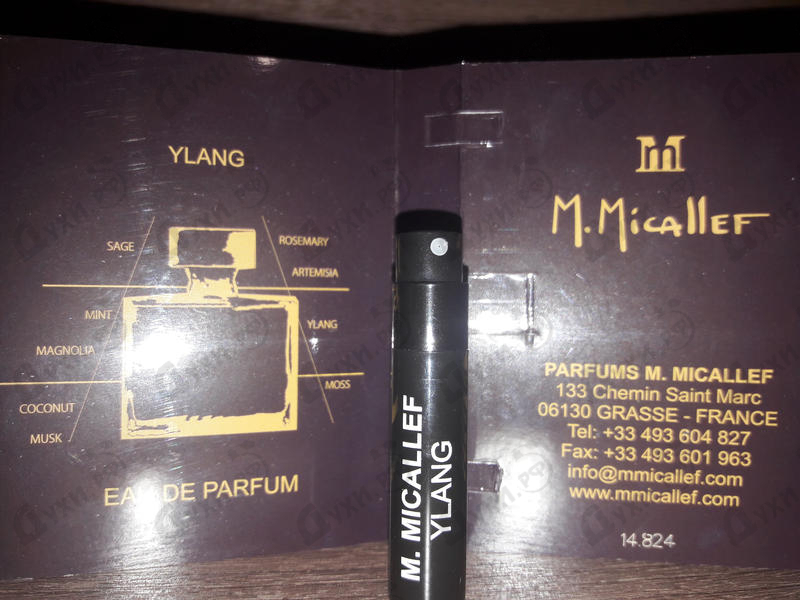 YLANG
SAGE
ROSEMARY
ARTEMISIA
MINT
YLANG
MAGNOLIA
MOSS
COCONUT
MUSK
EAU DE PARFUM
M. MICALLEF
YLANG
m
M.Micallef
PARFUMS M. MICALLEF
133 Chemin Saint Marc
06130 GRASSE - FRANCE
Tel: +33 493 604 827
Fax: +33 493 601 963
info@mmicallef.com
www.mmicallef.com
14.824